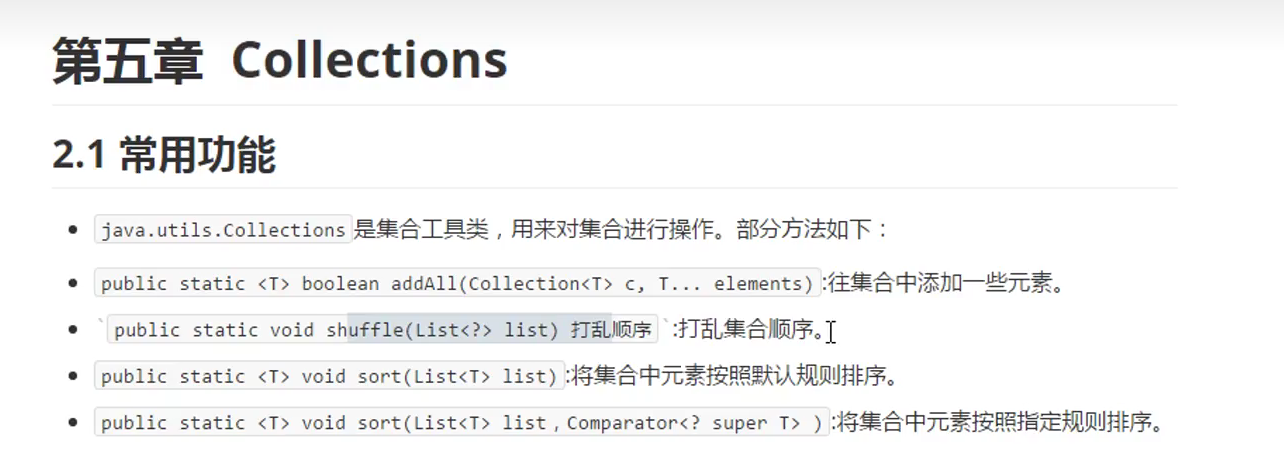 第五章 Collections
2.1 常用功能
java.utils.Collections是集合工具类，用来对集合进行操作。部分方法如下：
public static <T> boolean addAll(Collection<T> c, T... elements):往集合中添加一些元素。
`public static void shuffle(List<?> list) 打乱顺序`:打乱集合顺序。
public static <T> void sort(List<T> list):将集合中元素按照默认规则排序。
public static <T> void sort(List<T> list，Comparator<? super T> ):将集合中元素按照指定规则排序。